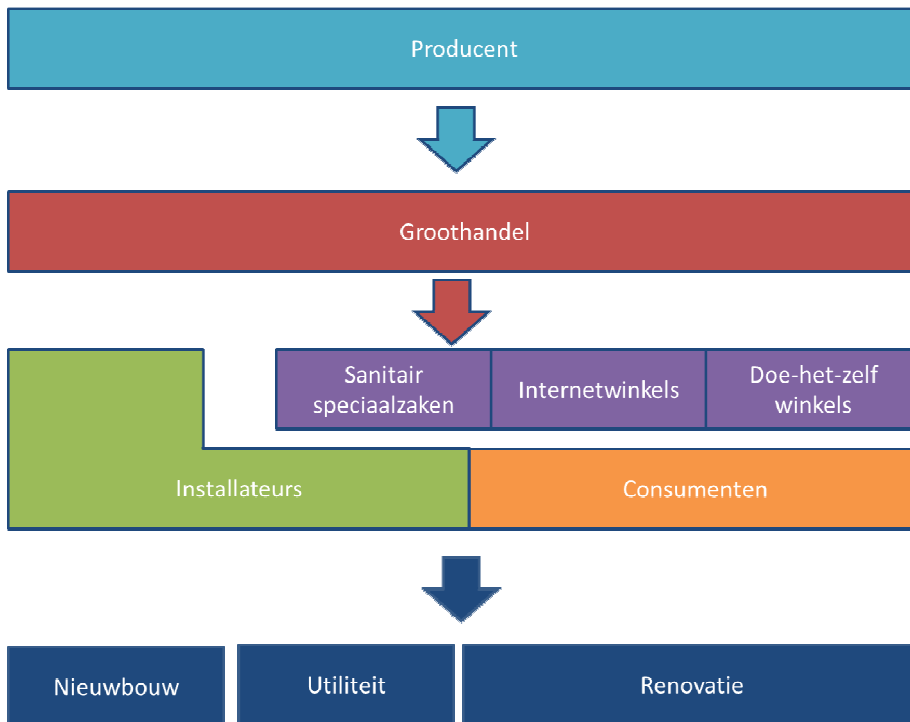 Producent
Groothandel
Sanitair
speciaalzaken
Internetwinkels
Doe-het-zelf
winkels
Installateurs
Consumenten
Nieuwbouw
Utiliteit
Renovatie